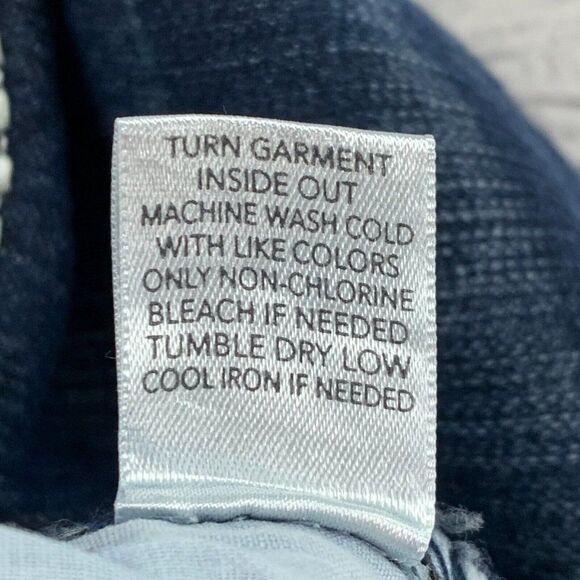 TURN GARMENT
INSIDE OUT
MACHINE WASH COLD
WITH LIKE COLORS
ONLY NON-CHLORINE
BLEACH IF NEEDED
TUMBLE DRY LOW
COOL IRON IF NEEDED